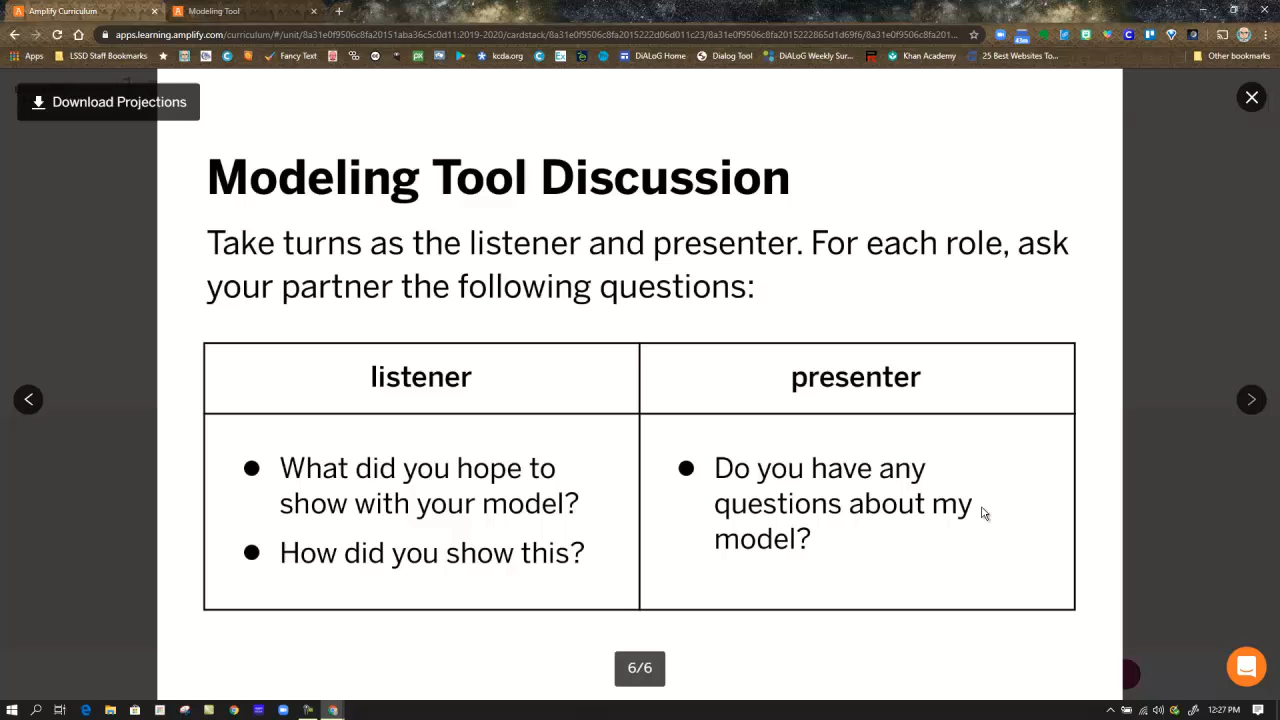 Amplify Curriculum
Modeling Tool
apps.learning.amplify.com/curriculum/#/unit/8a31e0f9506c8fa20151aba36c5c0d11:2019-2020/cardstack/8a31e0f9506c8fa2015222d06d011c23/8a31e0f9506c8fa2015222865d1d69f6/8a31e0f9506c8fa201...
Apps
LSSD Staff Bookmarks
Fancy Text
kcda.org
DiALoG Home
Dialog Tool
DiALoG Weekly Sur...
Khan Academy
25 Best Websites To...
Other bookmarks
Download Projections
Modeling Tool Discussion
Take turns as the listener and presenter. For each role, ask
your partner the following questions:
listener
presenter
● What did you hope to
show with your model?
● How did you show this?
● Do you have any
questions about my
model?
6/6
12:27 PM